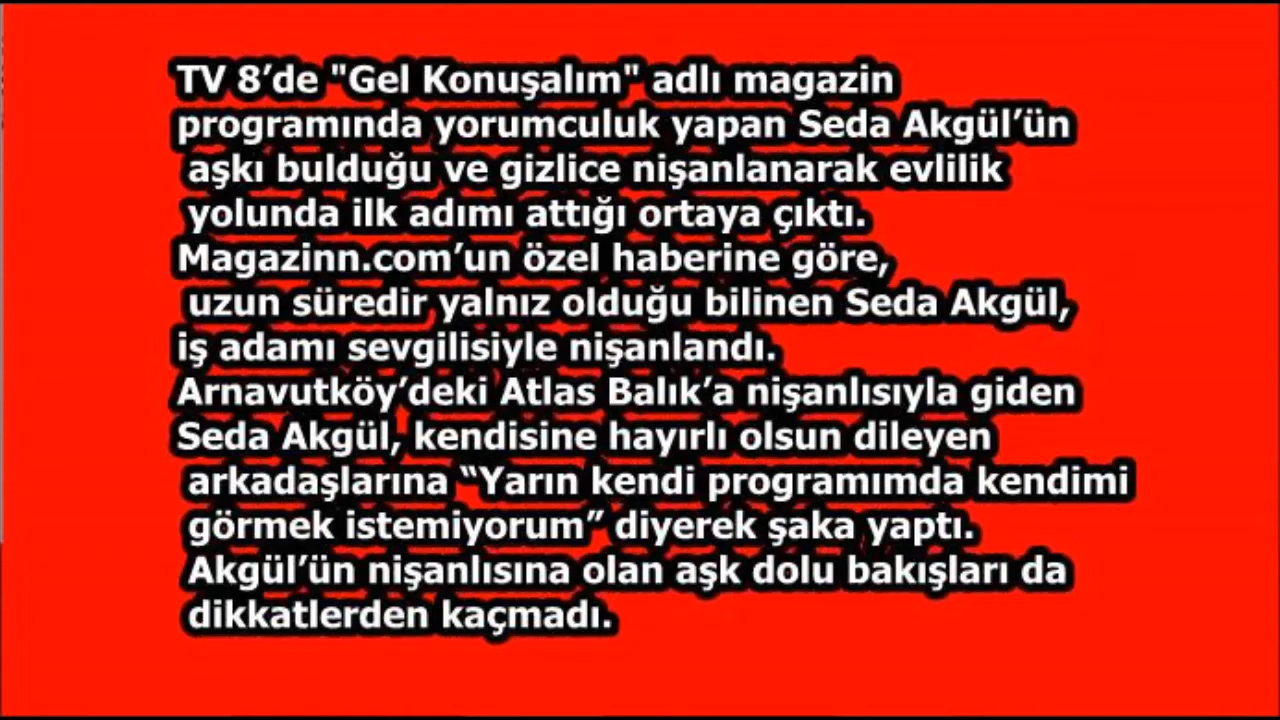 TV 8’de "Gel Konuşalım" adlı magazin
programında yorumculuk yapan Seda Akgül’ün
aşkı bulduğu ve gizlice nişanlanarak evlilik
yolunda ilk adımı attığı ortaya çıktı.
Magazinn.com’un özel haberine göre,
uzun süredir yalnız olduğu bilinen Seda Akgül,
iş adamı sevgilisiyle nişanlandı.
Arnavutköy’deki Atlas Balık’a nişanlısıyla giden
Seda Akgül, kendisine hayırlı olsun dileyen
arkadaşlarına “Yarın kendi programımda kendimi
görmek istemiyorum” diyerek şaka yaptı.
Akgül’ün nişanlısına olan aşk dolu bakışları da
dikkatlerden kaçmadı.